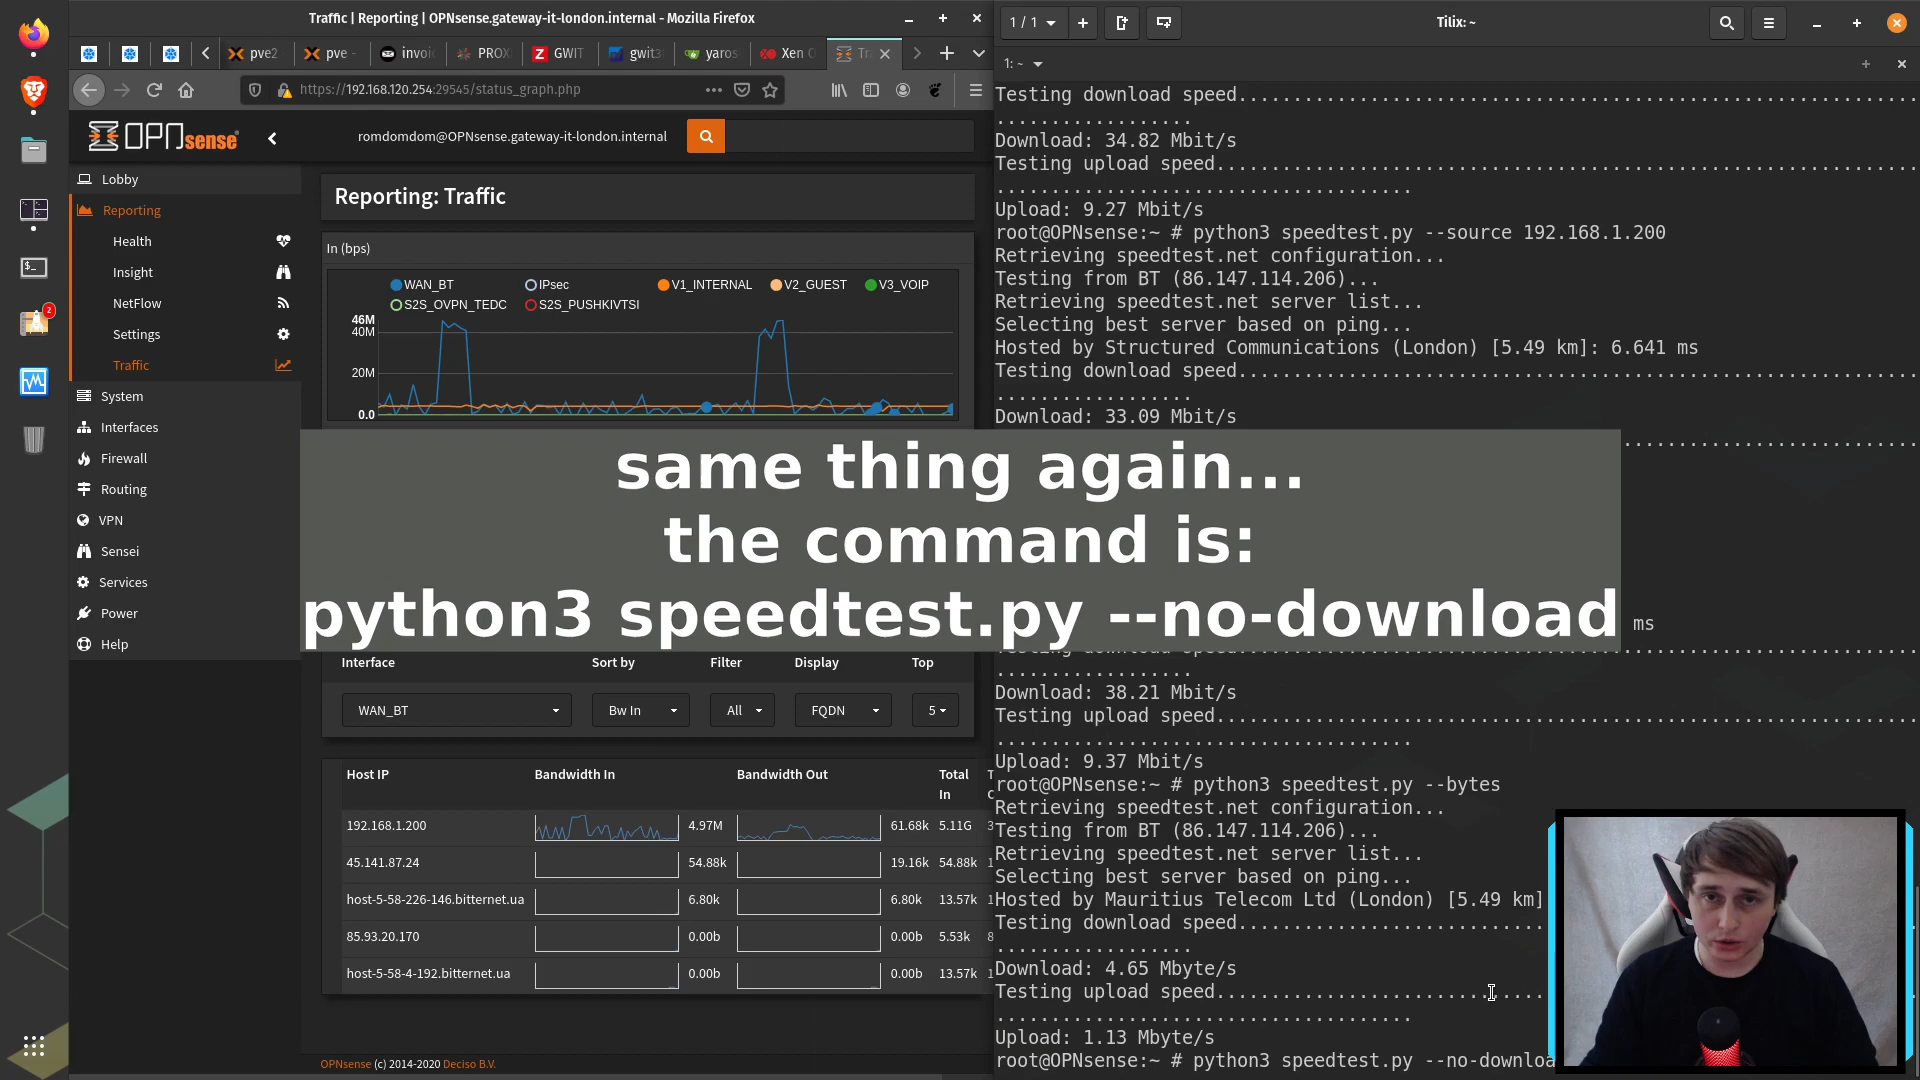 Traffic | Reporting | OPNsense.gateway-it-london.internal - Mozilla Firefox
pve2
pve -
invoi
PROX
GWIT
gwit3
yaros
Xen O
Tr
https://192.168.120.254:29545/status_graph.php
OPNsense
romdomdom@OPNsense.gateway-it-london.internal
Lobby
Reporting
Health
Insight
NetFlow
Settings
Traffic
System
Interfaces
Firewall
Routing
VPN
Sensei
Services
Power
Help
2
Reporting: Traffic
In (bps)
WAN_BT
IPsec
V1_INTERNAL
V2_GUEST
V3_VOIP
S2S_OVPN_TEDC
S2S_PUSHKIVTSI
46M
40M
20M
0.0
same thing again...
the command is:
python3 speedtest.py --no-download
Interface Sort by Filter Display Top
WAN_BT Bw In All FQDN 5
Host IP Bandwidth In Bandwidth Out Total In
192.168.1.200 4.97M 61.68k 5.11G 3
45.141.87.24 54.88k 19.16k 54.88k 1
host-5-58-226-146.bitternet.ua 6.80k 6.80k 13.57k 1
85.93.20.170 0.00b 0.00b 5.53k 8
host-5-58-4-192.bitternet.ua 0.00b 0.00b 13.57k 1
OPNsense (c) 2014-2020 Deciso B.V.
1 / 1
Tilix: ~
1: ~
Testing download speed................................................................
..................
Download: 34.82 Mbit/s
Testing upload speed................................................................
......................................
Upload: 9.27 Mbit/s
root@OPNsense:~ # python3 speedtest.py --source 192.168.1.200
Retrieving speedtest.net configuration...
Testing from BT (86.147.114.206)...
Retrieving speedtest.net server list...
Selecting best server based on ping...
Hosted by Structured Communications (London) [5.49 km]: 6.641 ms
Testing download speed................................................................
..................
Download: 33.09 Mbit/s
ms
..................
Download: 38.21 Mbit/s
Testing upload speed................................................................
......................................
Upload: 9.37 Mbit/s
root@OPNsense:~ # python3 speedtest.py --bytes
Retrieving speedtest.net configuration...
Testing from BT (86.147.114.206)...
Retrieving speedtest.net server list...
Selecting best server based on ping...
Hosted by Mauritius Telecom Ltd (London) [5.49 km]
Testing download speed............................
..................
Download: 4.65 Mbyte/s
Testing upload speed..............................
......................................
Upload: 1.13 Mbyte/s
root@OPNsense:~ # python3 speedtest.py --no-downloa